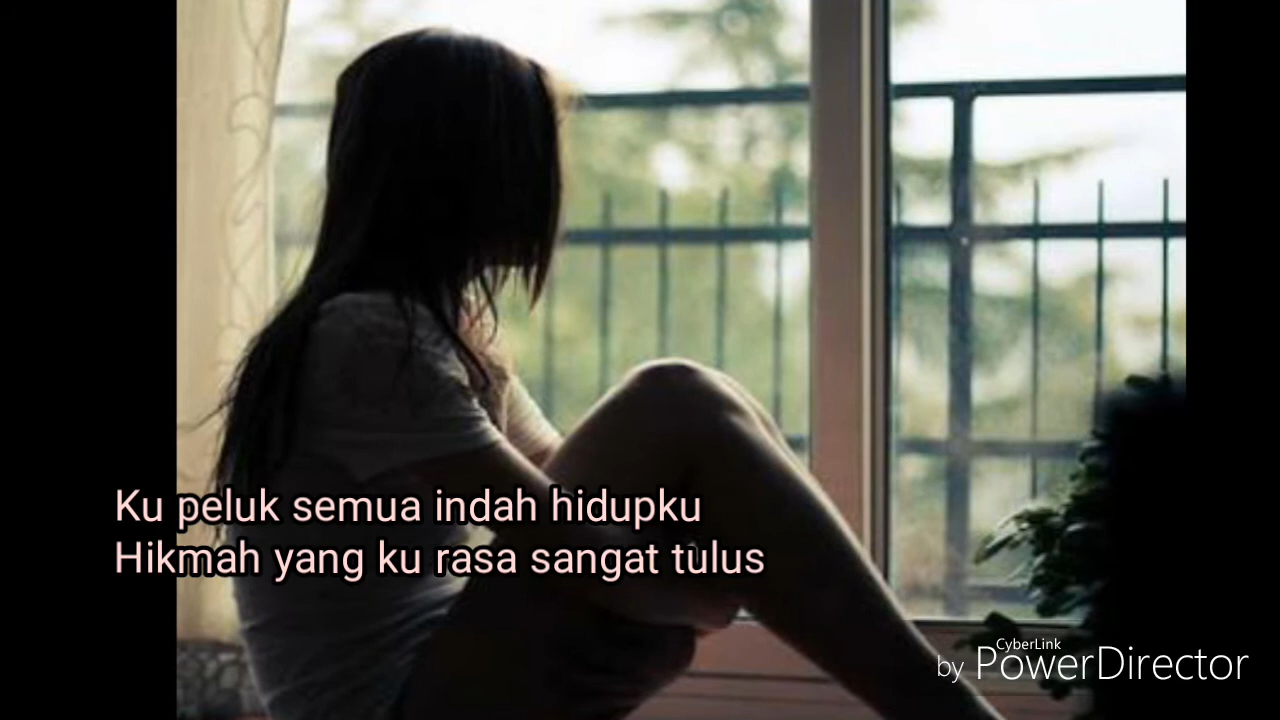 Ku peluk semua indah hidupku
Hikmah yang ku rasa sangat tulus
CyberLink
by PowerDirector